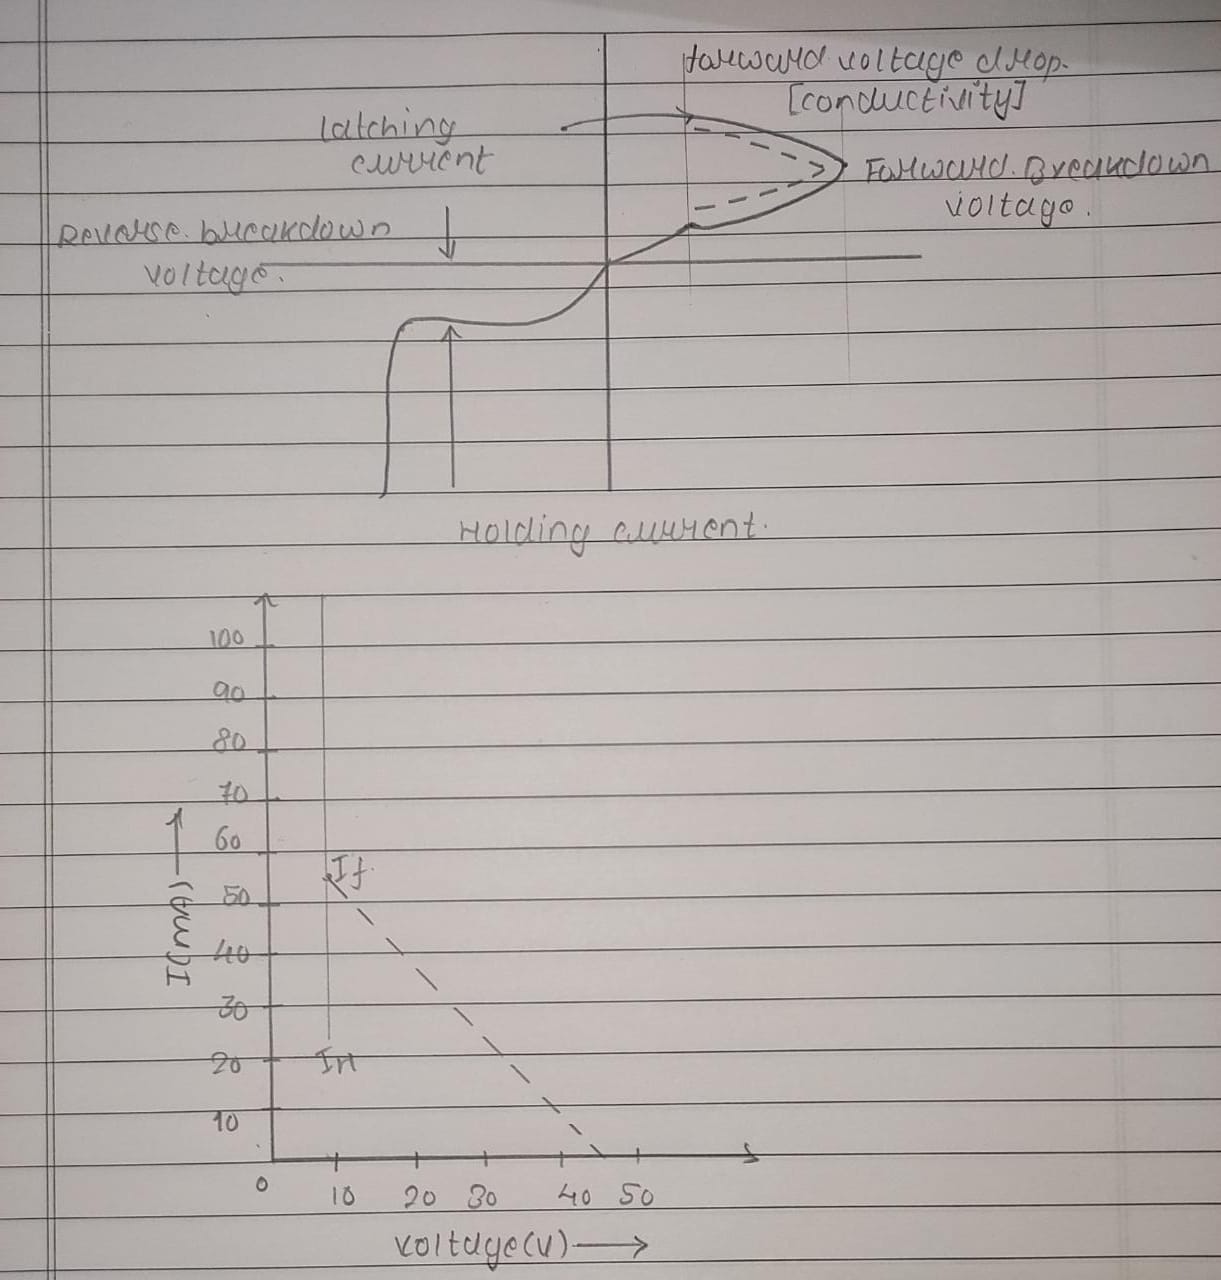 forward voltage drop.
[conductivity]
latching
current
Forward. Breakdown
voltage.
Reverse. breakdown
voltage.
Holding current.
100
90
80
70
60
If.
50
I(mA)
40
30
20
IH
10
0
10 20 30 40 50
voltage(V)